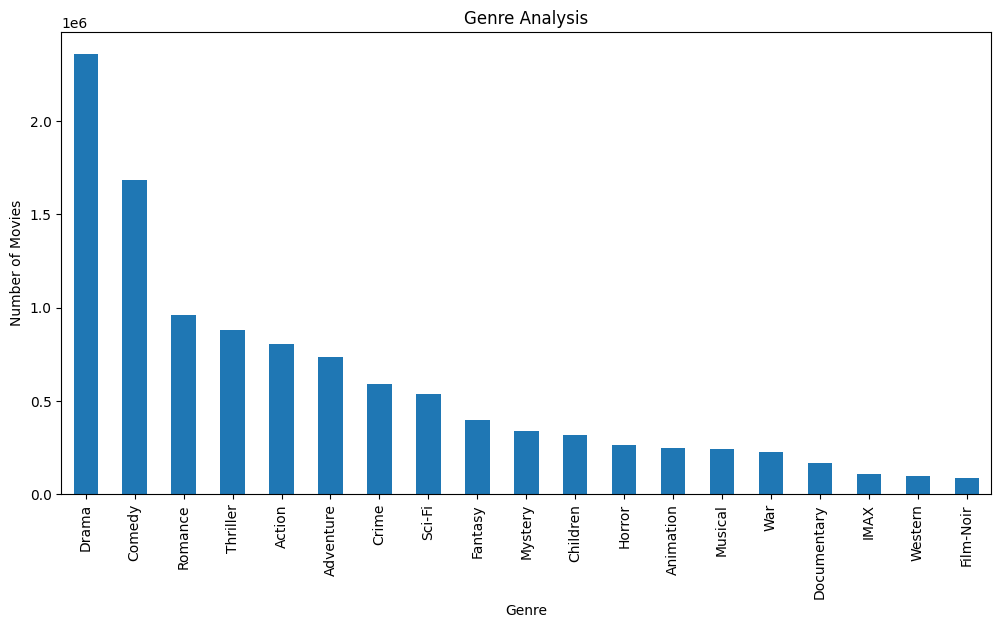 Genre Analysis
1e6
2.0
1.5
1.0
0.5
0.0
Number of Movies
Drama
Comedy
Romance
Thriller
Action
Adventure
Crime
Sci-Fi
Fantasy
Mystery
Children
Horror
Animation
Musical
War
Documentary
IMAX
Western
Film-Noir
Genre